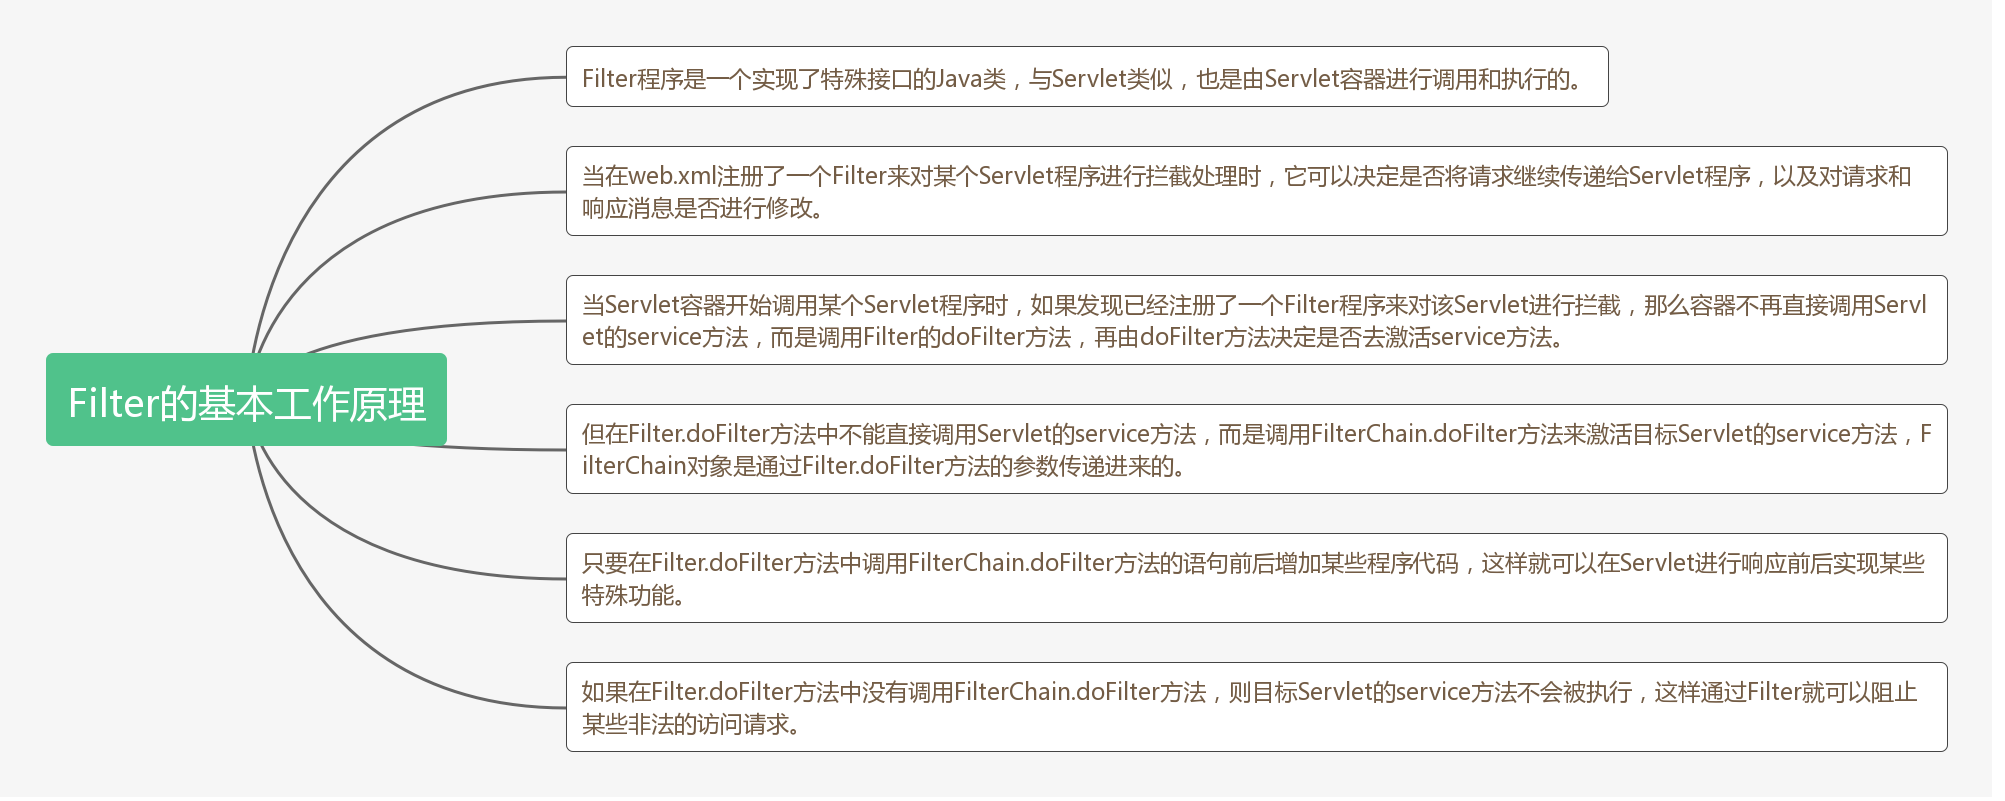 Filter程序是一个实现了特殊接口的Java类，与Servlet类似，也是由Servlet容器进行调用和执行的。
当在web.xml注册了一个Filter来对某个Servlet程序进行拦截处理时，它可以决定是否将请求继续传递给Servlet程序，以及对请求和
响应消息是否进行修改。
当Servlet容器开始调用某个Servlet程序时，如果发现已经注册了一个Filter程序来对该Servlet进行拦截，那么容器不再直接调用Servl
et的service方法，而是调用Filter的doFilter方法，再由doFilter方法决定是否去激活service方法。
Filter的基本工作原理
但在Filter.doFilter方法中不能直接调用Servlet的service方法，而是调用FilterChain.doFilter方法来激活目标Servlet的service方法，F
ilterChain对象是通过Filter.doFilter方法的参数传递进来的。
只要在Filter.doFilter方法中调用FilterChain.doFilter方法的语句前后增加某些程序代码，这样就可以在Servlet进行响应前后实现某些
特殊功能。
如果在Filter.doFilter方法中没有调用FilterChain.doFilter方法，则目标Servlet的service方法不会被执行，这样通过Filter就可以阻止
某些非法的访问请求。